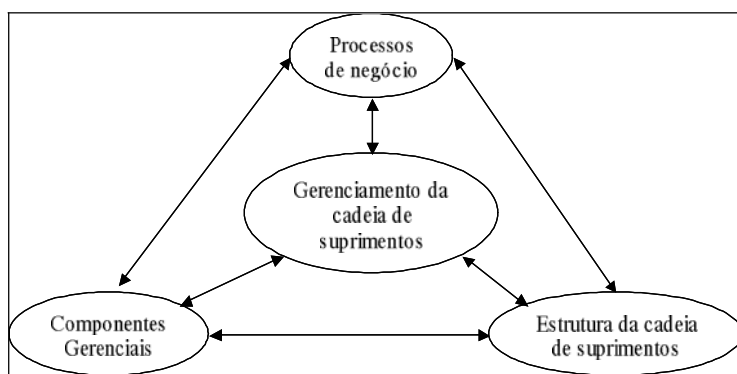 Processos
de negócio
Gerenciamento da
cadeia de
suprimentos
Componentes
Gerenciais
Estrutura da cadeia
de suprimentos